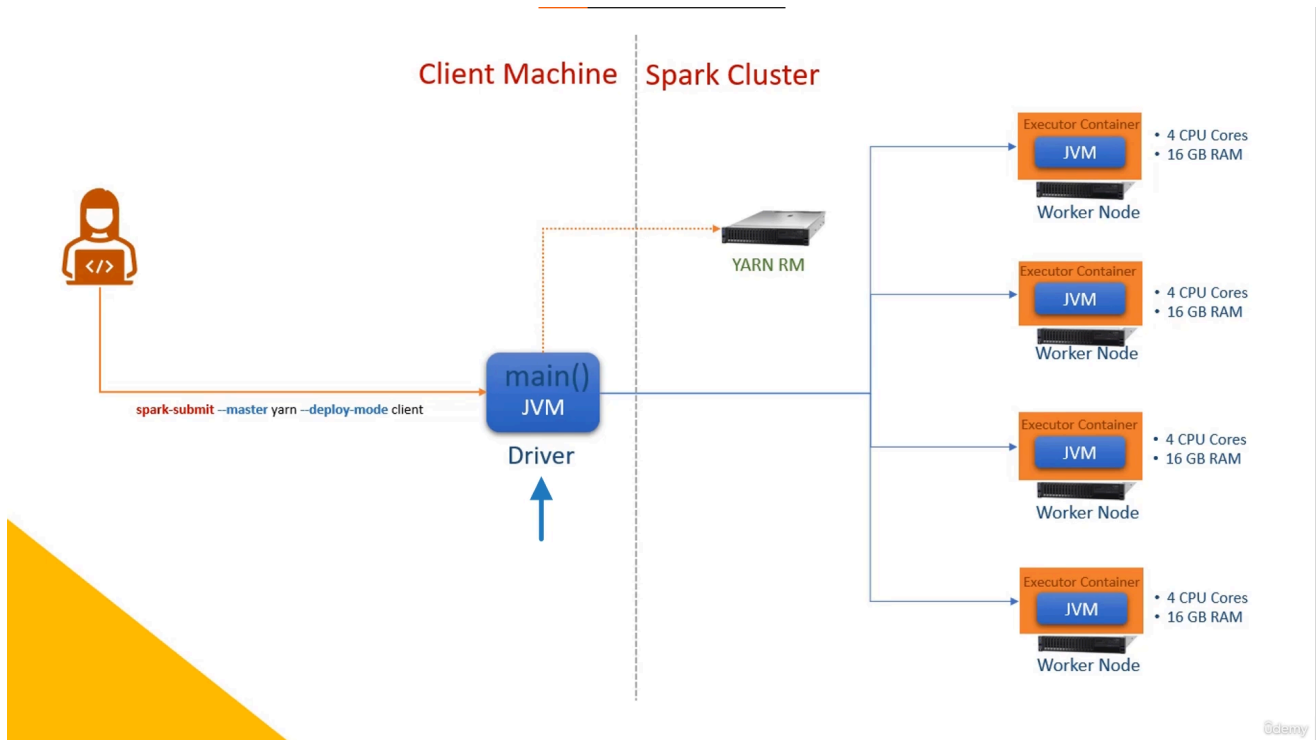 Client Machine
Spark Cluster
Executor Container
JVM
• 4 CPU Cores
• 16 GB RAM
Worker Node
</>
YARN RM
Executor Container
JVM
• 4 CPU Cores
• 16 GB RAM
Worker Node
main()
JVM
spark-submit --master yarn --deploy-mode client
Driver
Executor Container
JVM
• 4 CPU Cores
• 16 GB RAM
Worker Node
Executor Container
JVM
• 4 CPU Cores
• 16 GB RAM
Worker Node
ûdemy